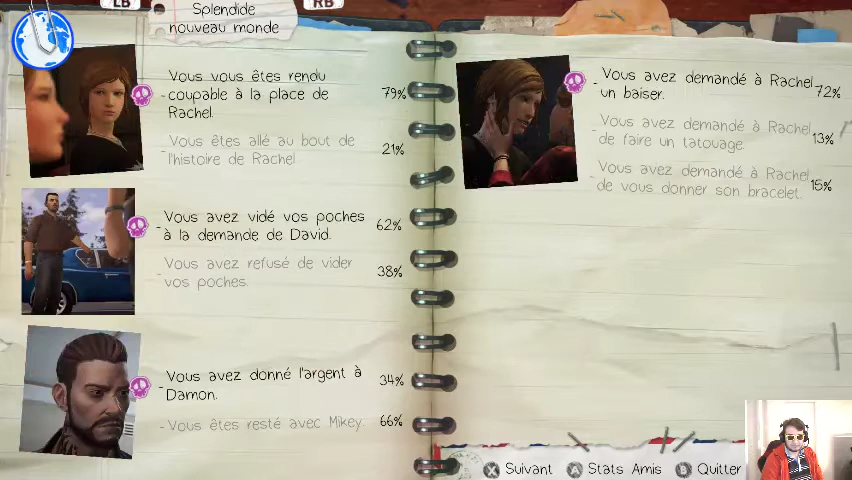 LB
Splendide
nouveau monde
RB
Vous vous êtes rendu
coupable à la place de
Rachel.
79%
Vous êtes allé au bout de
l'histoire de Rachel
21%
Vous avez vidé vos poches
à la demande de David.
62%
Vous avez refusé de vider
vos poches.
38%
Vous avez donné l'argent à
Damon.
34%
Vous êtes resté avec Mikey.
66%
Vous avez demandé à Rachel
un baiser.
72%
Vous avez demandé à Rachel
de faire un tatouage.
13%
Vous avez demandé à Rachel
de vous donner son bracelet.
15%
X Suivant A Stats Amis B Quitter